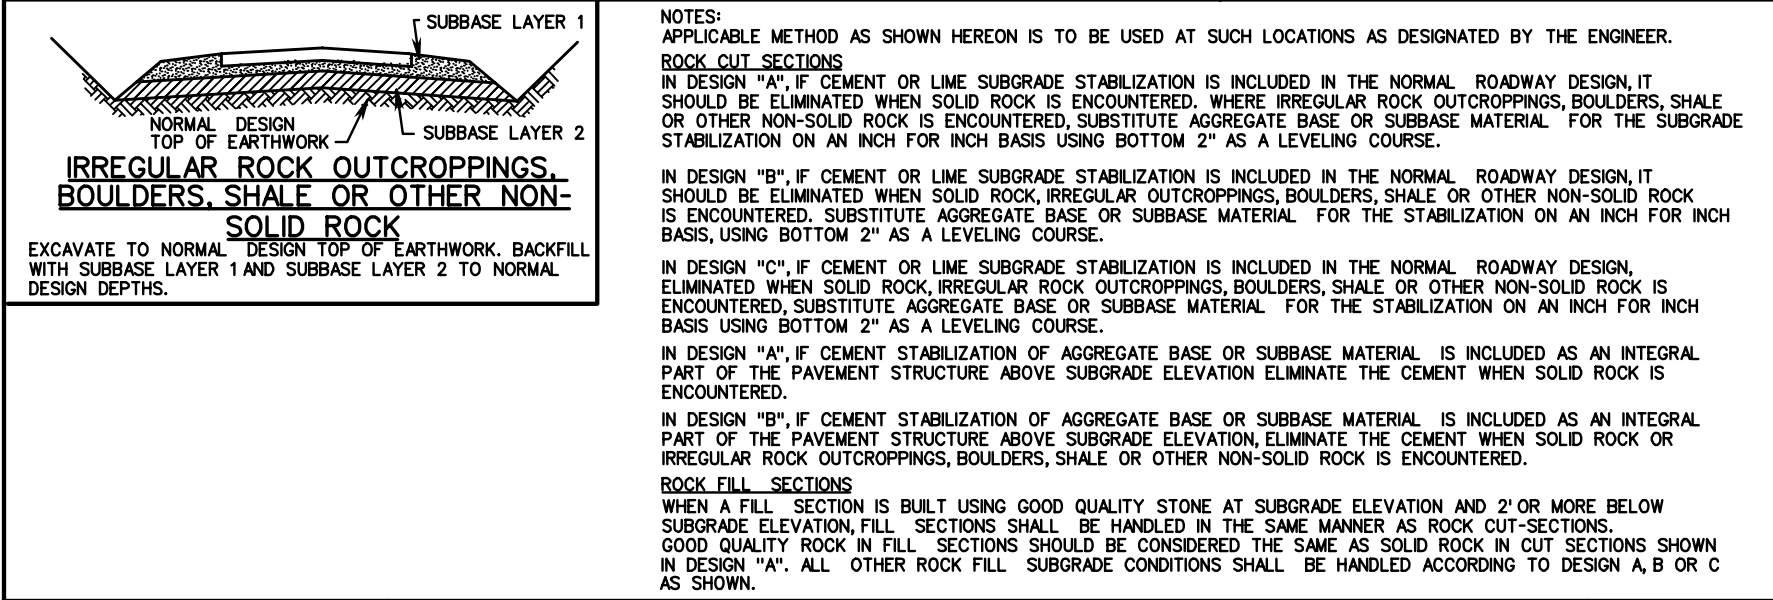 SUBBASE LAYER 1
NORMAL DESIGN
TOP OF EARTHWORK
SUBBASE LAYER 2
IRREGULAR ROCK OUTCROPPINGS,
BOULDERS, SHALE OR OTHER NON-
SOLID ROCK
EXCAVATE TO NORMAL DESIGN TOP OF EARTHWORK. BACKFILL
WITH SUBBASE LAYER 1 AND SUBBASE LAYER 2 TO NORMAL
DESIGN DEPTHS.
NOTES:
APPLICABLE METHOD AS SHOWN HEREON IS TO BE USED AT SUCH LOCATIONS AS DESIGNATED BY THE ENGINEER.
ROCK CUT SECTIONS
IN DESIGN "A", IF CEMENT OR LIME SUBGRADE STABILIZATION IS INCLUDED IN THE NORMAL ROADWAY DESIGN, IT
SHOULD BE ELIMINATED WHEN SOLID ROCK IS ENCOUNTERED. WHERE IRREGULAR ROCK OUTCROPPINGS, BOULDERS, SHALE
OR OTHER NON-SOLID ROCK IS ENCOUNTERED, SUBSTITUTE AGGREGATE BASE OR SUBBASE MATERIAL FOR THE SUBGRADE
STABILIZATION ON AN INCH FOR INCH BASIS USING BOTTOM 2" AS A LEVELING COURSE.
IN DESIGN "B", IF CEMENT OR LIME SUBGRADE STABILIZATION IS INCLUDED IN THE NORMAL ROADWAY DESIGN, IT
SHOULD BE ELIMINATED WHEN SOLID ROCK, IRREGULAR OUTCROPPINGS, BOULDERS, SHALE OR OTHER NON-SOLID ROCK
IS ENCOUNTERED. SUBSTITUTE AGGREGATE BASE OR SUBBASE MATERIAL FOR THE STABILIZATION ON AN INCH FOR INCH
BASIS, USING BOTTOM 2" AS A LEVELING COURSE.
IN DESIGN "C", IF CEMENT OR LIME SUBGRADE STABILIZATION IS INCLUDED IN THE NORMAL ROADWAY DESIGN,
ELIMINATED WHEN SOLID ROCK, IRREGULAR ROCK OUTCROPPINGS, BOULDERS, SHALE OR OTHER NON-SOLID ROCK IS
ENCOUNTERED, SUBSTITUTE AGGREGATE BASE OR SUBBASE MATERIAL FOR THE STABILIZATION ON AN INCH FOR INCH
BASIS USING BOTTOM 2" AS A LEVELING COURSE.
IN DESIGN "A", IF CEMENT STABILIZATION OF AGGREGATE BASE OR SUBBASE MATERIAL IS INCLUDED AS AN INTEGRAL
PART OF THE PAVEMENT STRUCTURE ABOVE SUBGRADE ELEVATION ELIMINATE THE CEMENT WHEN SOLID ROCK IS
ENCOUNTERED.
IN DESIGN "B", IF CEMENT STABILIZATION OF AGGREGATE BASE OR SUBBASE MATERIAL IS INCLUDED AS AN INTEGRAL
PART OF THE PAVEMENT STRUCTURE ABOVE SUBGRADE ELEVATION, ELIMINATE THE CEMENT WHEN SOLID ROCK OR
IRREGULAR ROCK OUTCROPPINGS, BOULDERS, SHALE OR OTHER NON-SOLID ROCK IS ENCOUNTERED.
ROCK FILL SECTIONS
WHEN A FILL SECTION IS BUILT USING GOOD QUALITY STONE AT SUBGRADE ELEVATION AND 2' OR MORE BELOW
SUBGRADE ELEVATION, FILL SECTIONS SHALL BE HANDLED IN THE SAME MANNER AS ROCK CUT-SECTIONS.
GOOD QUALITY ROCK IN FILL SECTIONS SHOULD BE CONSIDERED THE SAME AS SOLID ROCK IN CUT SECTIONS SHOWN
IN DESIGN "A". ALL OTHER ROCK FILL SUBGRADE CONDITIONS SHALL BE HANDLED ACCORDING TO DESIGN A, B OR C
AS SHOWN.